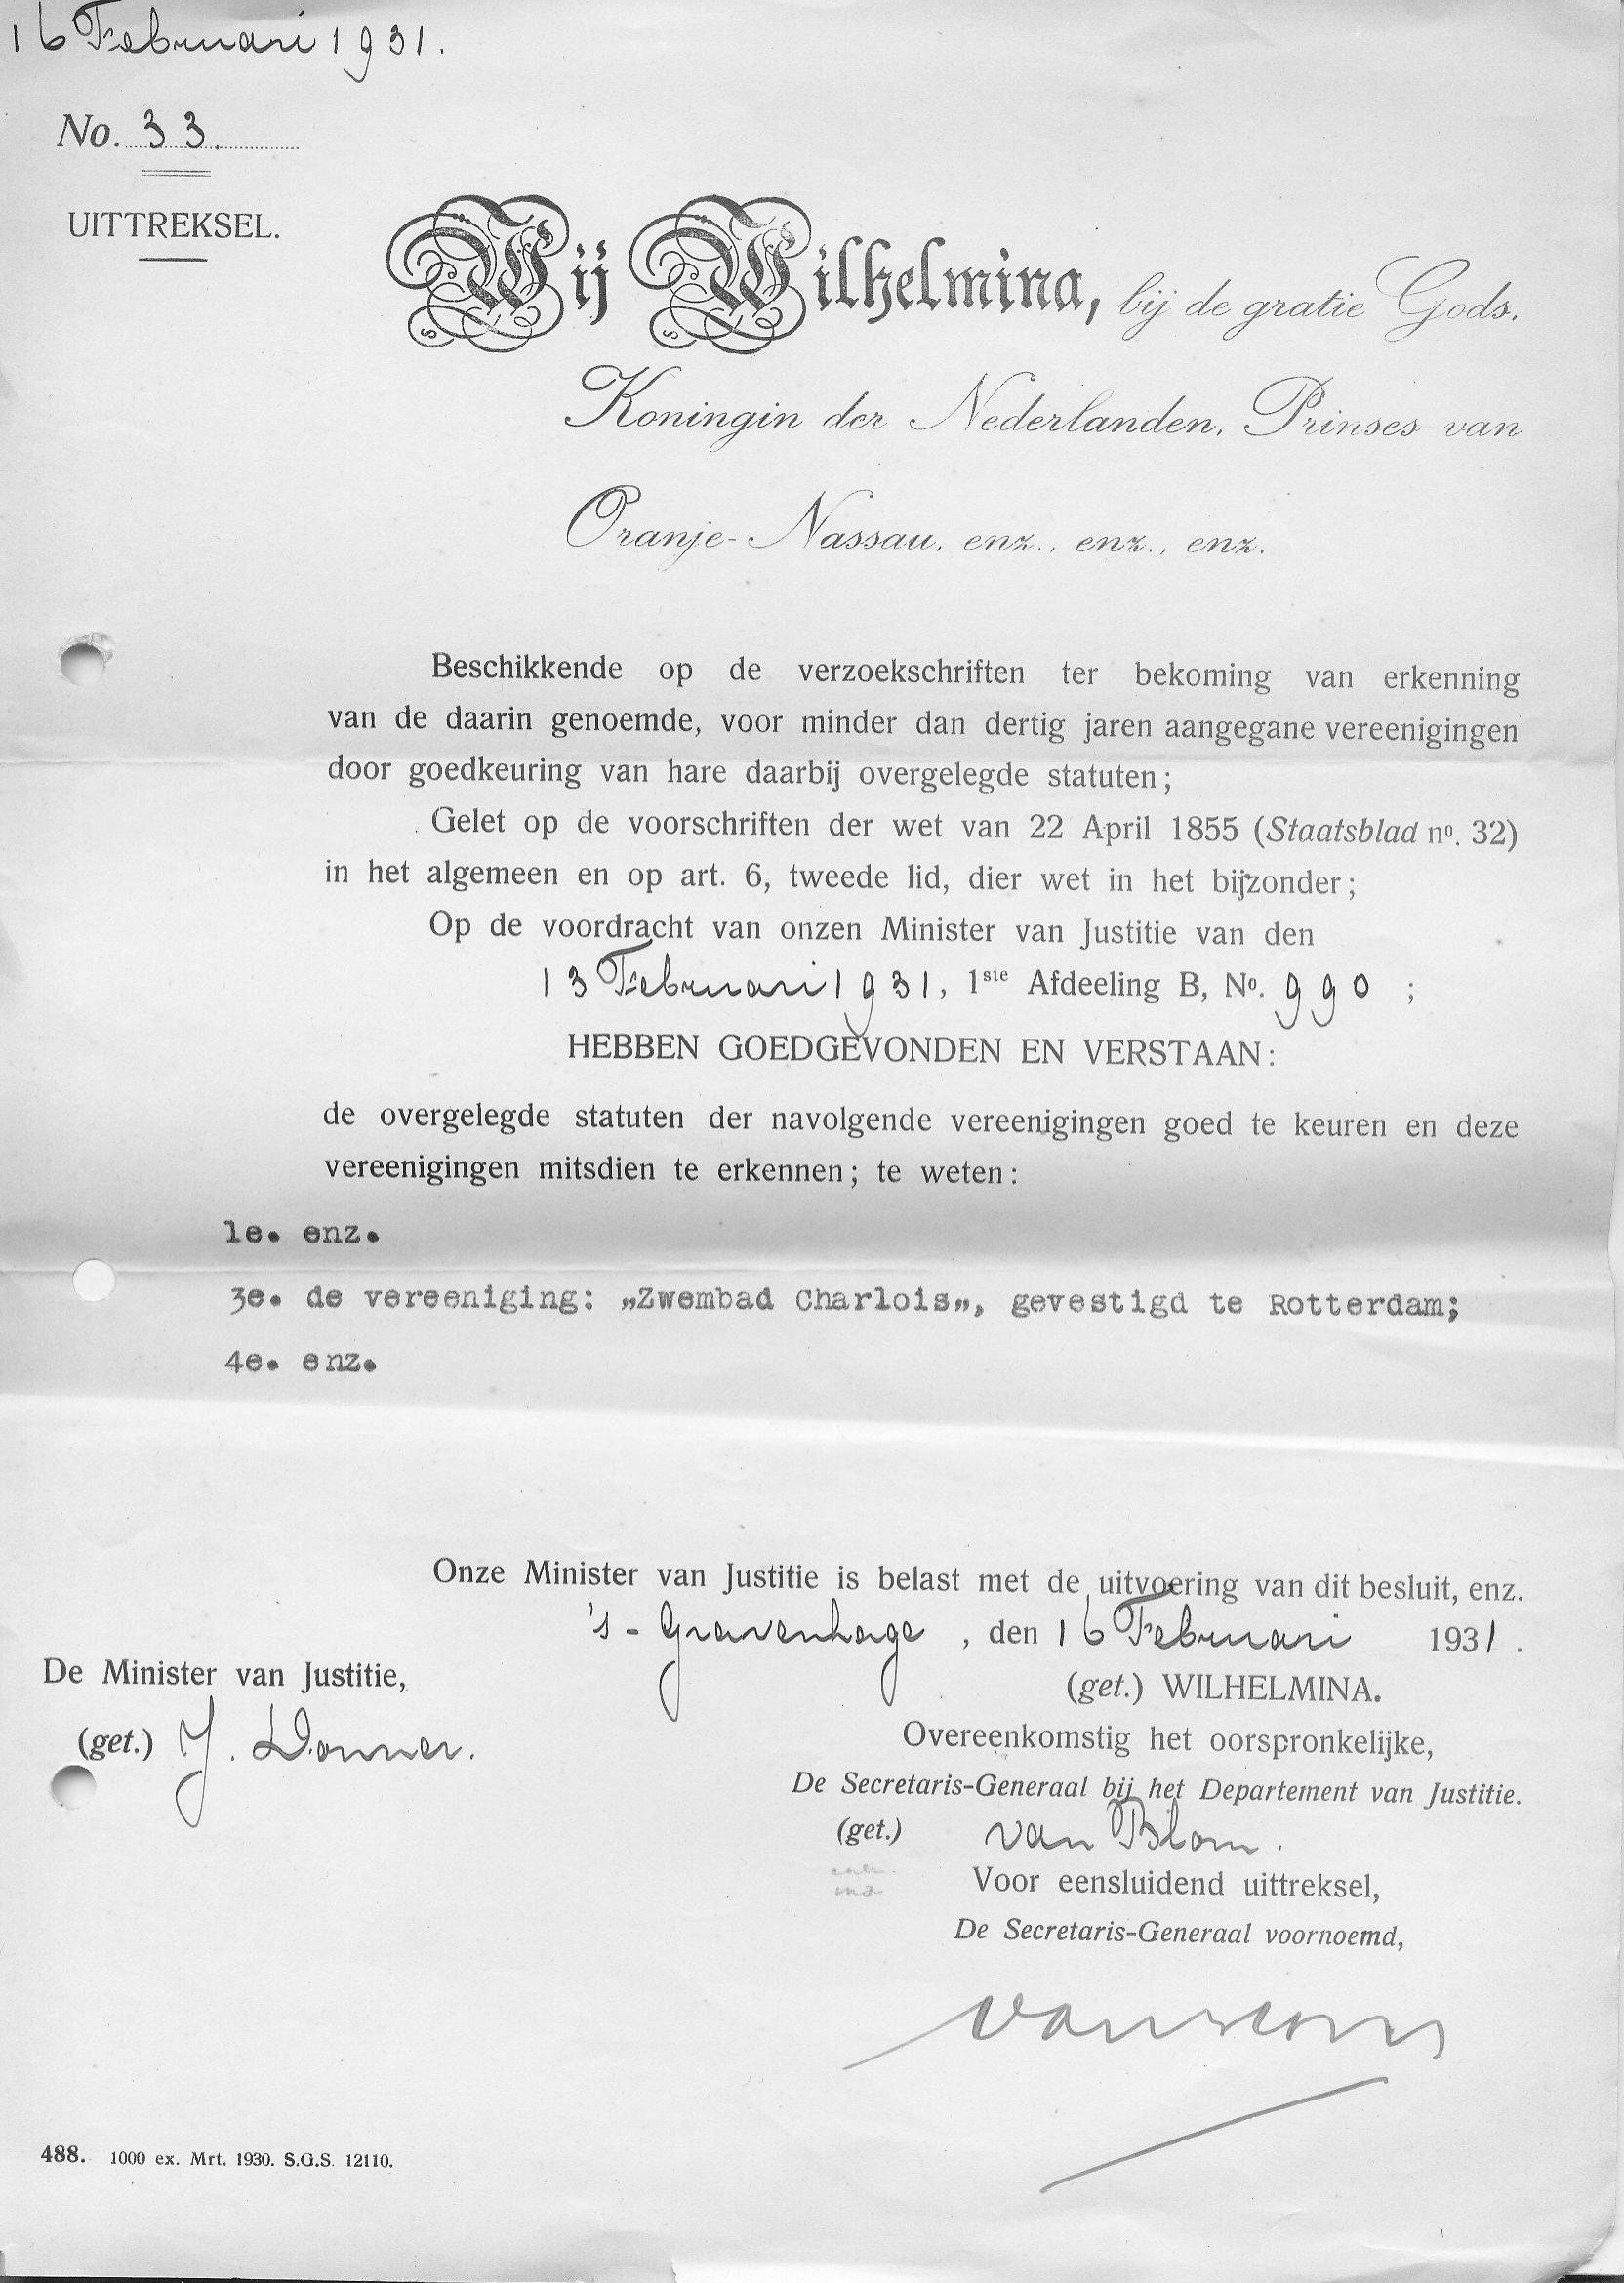 16 Februari 1931.
No. 33.
UITTREKSEL.
Wij Wilhelmina, bij de gratie Gods,
Koningin der Nederlanden, Prinses van
Oranje-Nassau, enz., enz., enz.
Beschikkende op de verzoekschriften ter bekoming van erkenning
van de daarin genoemde, voor minder dan dertig jaren aangegane vereenigingen
door goedkeuring van hare daarbij overgelegde statuten;
Gelet op de voorschriften der wet van 22 April 1855 (Staatsblad no. 32)
in het algemeen en op art. 6, tweede lid, dier wet in het bijzonder;
Op de voordracht van onzen Minister van Justitie van den
13 Februari 1931, 1ste Afdeeling B, No. 990 ;
HEBBEN GOEDGEVONDEN EN VERSTAAN:
de overgelegde statuten der navolgende vereenigingen goed te keuren en deze
vereenigingen mitsdien te erkennen; te weten:
1e. enz.
3e. de vereeniging: „Zwembad Charlois„, gevestigd te Rotterdam;
4e. enz.
Onze Minister van Justitie is belast met de uitvoering van dit besluit, enz.
's-Gravenhage, den 16 Februari 1931.
De Minister van Justitie,
(get.) WILHELMINA.
(get.) J. Donner.
Overeenkomstig het oorspronkelijke,
De Secretaris-Generaal bij het Departement van Justitie.
(get.) van Blom.
Voor eensluidend uittreksel,
De Secretaris-Generaal voornoemd,
488. 1000 ex. Mrt. 1930. S.G.S. 12110.